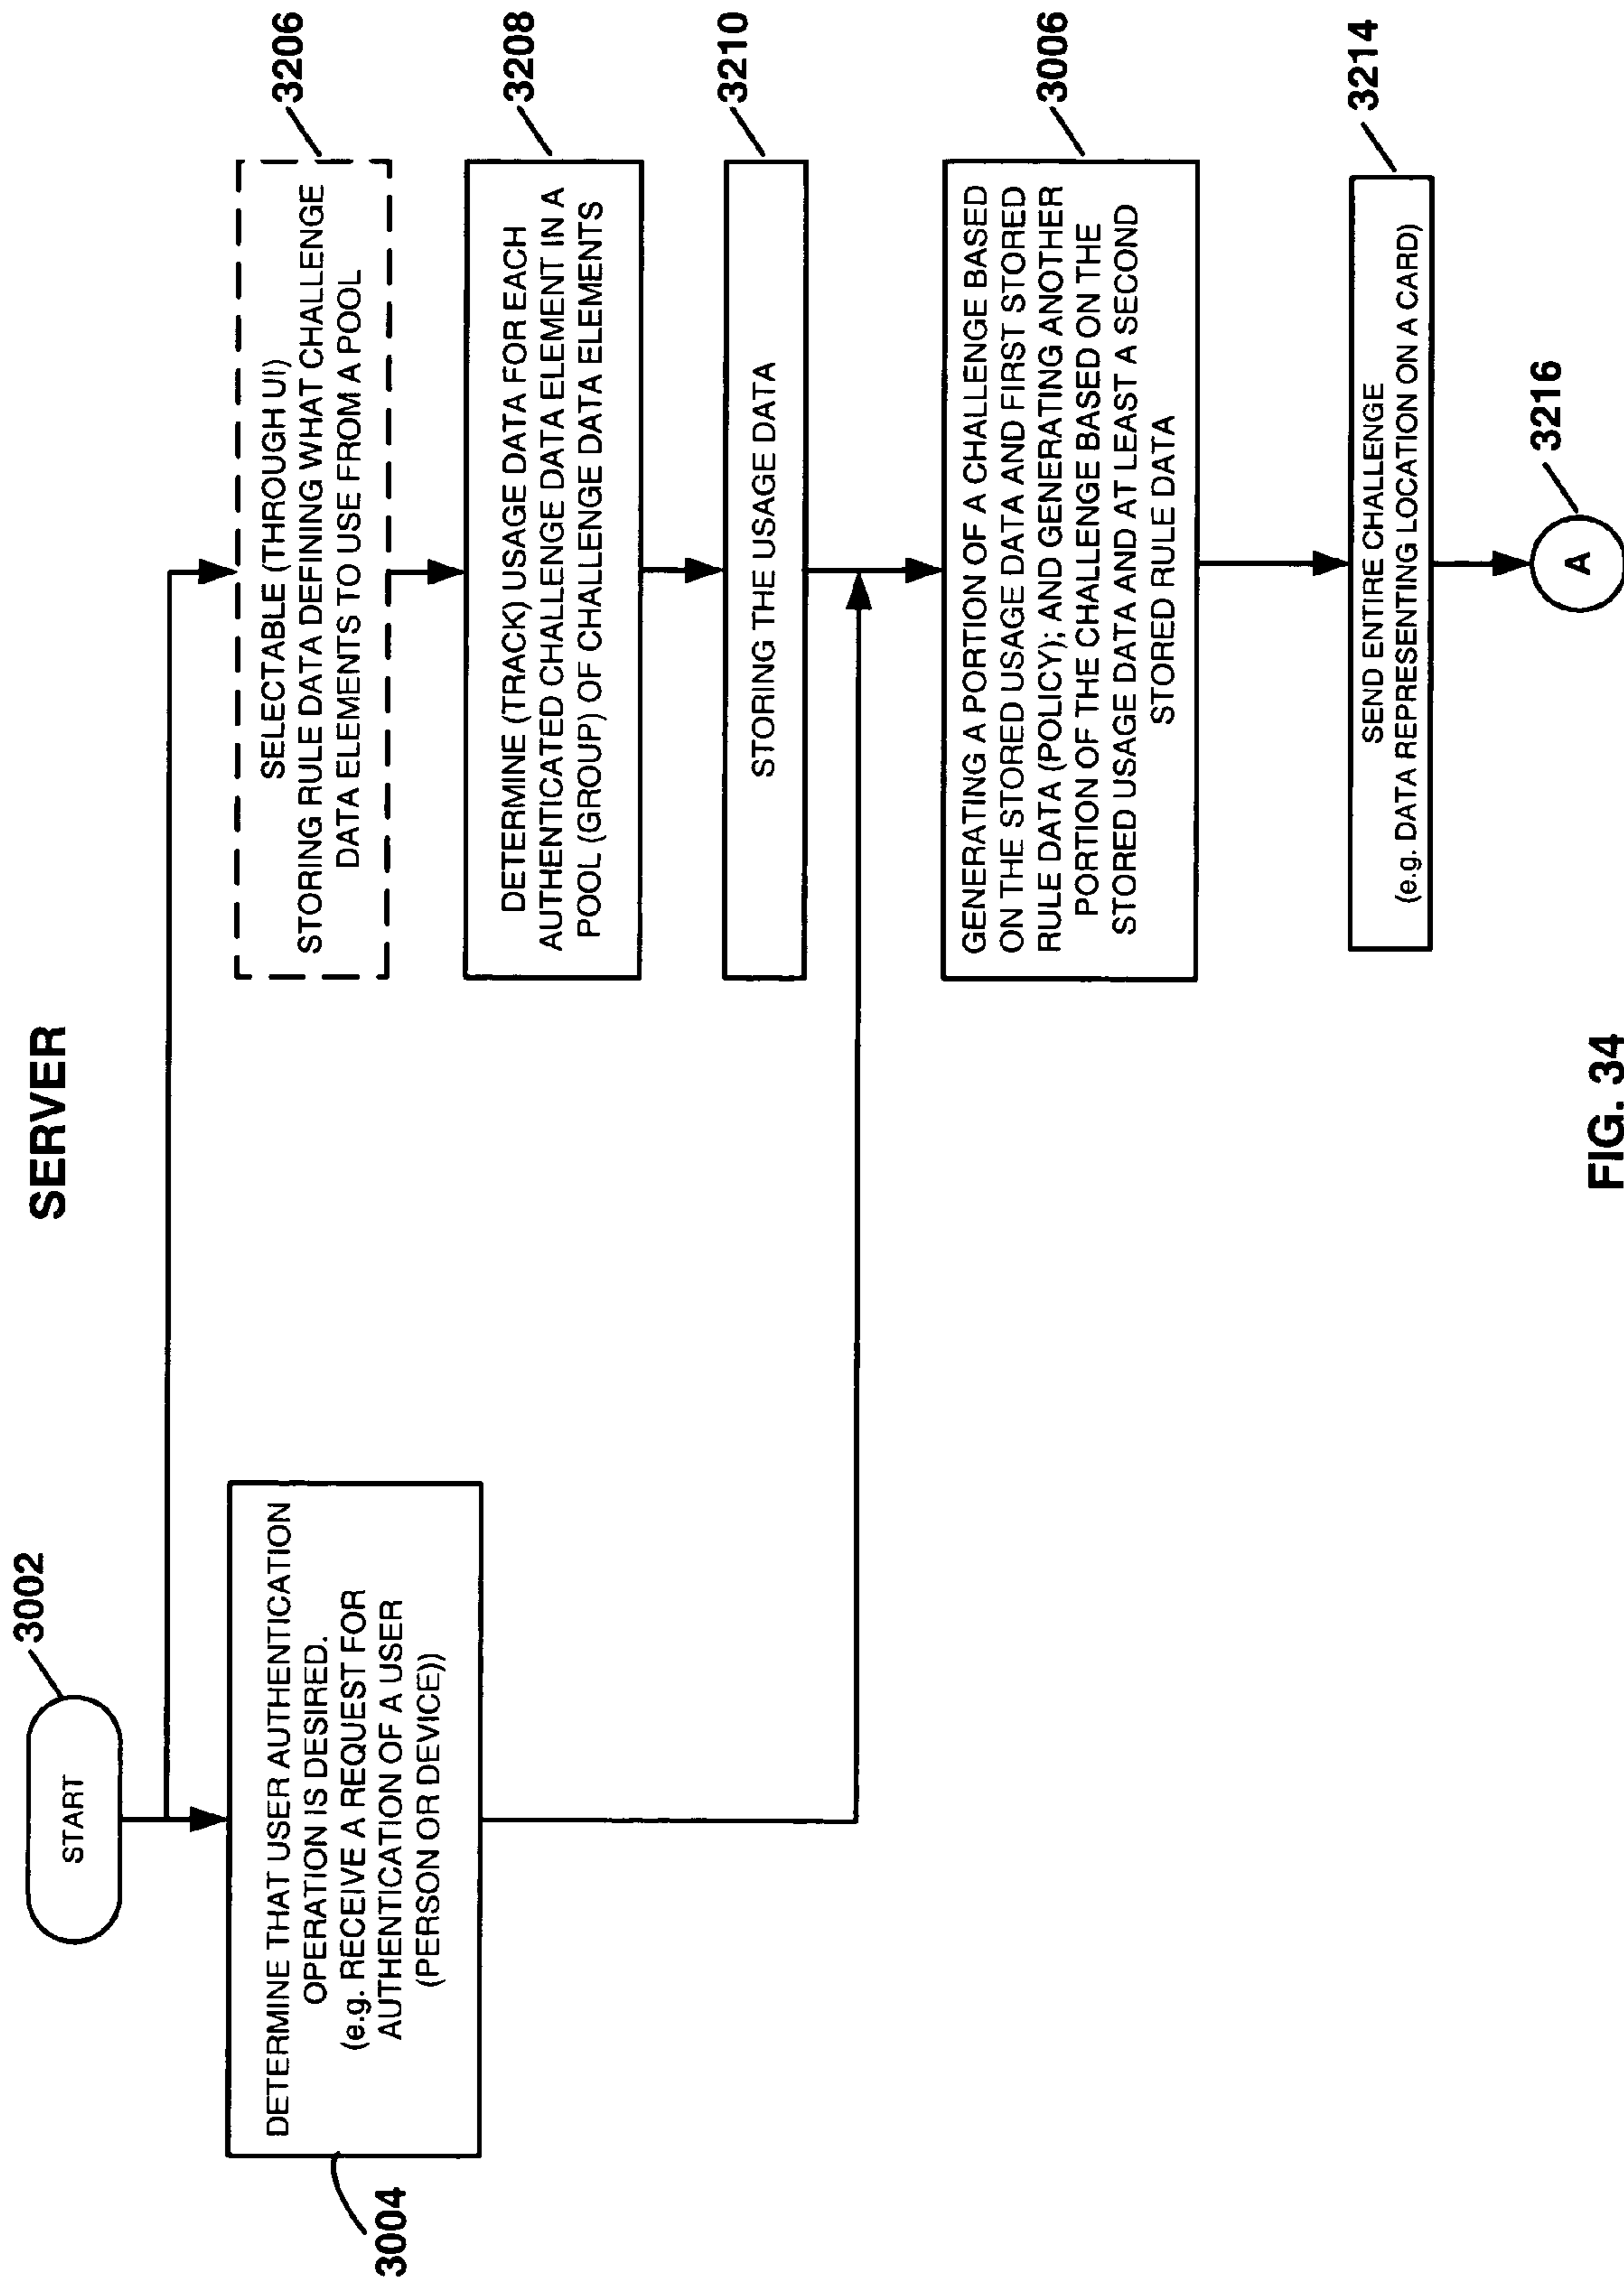 SERVER
3002
START
3004
DETERMINE THAT USER AUTHENTICATION
OPERATION IS DESIRED.
(e.g. RECEIVE A REQUEST FOR
AUTHENTICATION OF A USER
(PERSON OR DEVICE))
3206
SELECTABLE (THROUGH UI)
STORING RULE DATA DEFINING WHAT CHALLENGE
DATA ELEMENTS TO USE FROM A POOL
3208
DETERMINE (TRACK) USAGE DATA FOR EACH
AUTHENTICATED CHALLENGE DATA ELEMENT IN A
POOL (GROUP) OF CHALLENGE DATA ELEMENTS
3210
STORING THE USAGE DATA
3006
GENERATING A PORTION OF A CHALLENGE BASED
ON THE STORED USAGE DATA AND FIRST STORED
RULE DATA (POLICY); AND GENERATING ANOTHER
PORTION OF THE CHALLENGE BASED ON THE
STORED USAGE DATA AND AT LEAST A SECOND
STORED RULE DATA
3214
SEND ENTIRE CHALLENGE
(e.g. DATA REPRESENTING LOCATION ON A CARD)
3216
A
FIG. 34